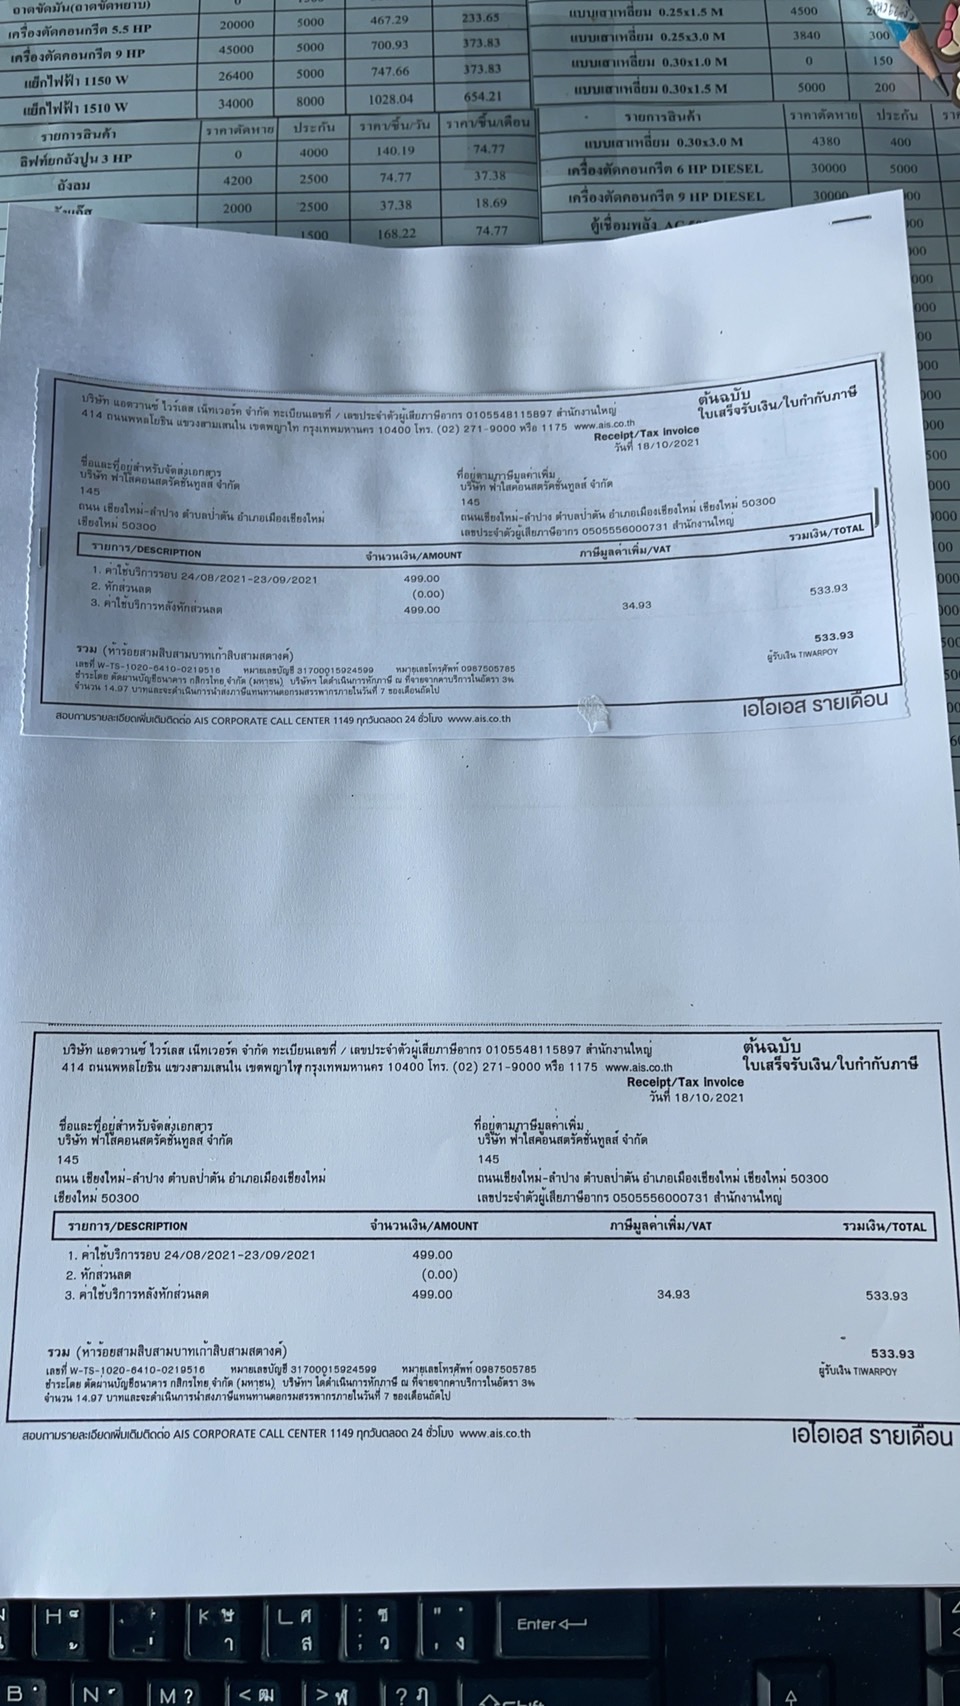 ถาดขัดมัน(ถาดขัดหยาบ)
เครื่องตัดคอนกรีต 5.5 HP 20000 5000 467.29 233.65
เครื่องตัดคอนกรีต 9 HP 45000 5000 700.93 373.83
แย็กไฟฟ้า 1150 W 26400 5000 747.66 373.83
แย็กไฟฟ้า 1510 W 34000 8000 1028.04 654.21
รายการสินค้า ราคาตัดหาย ประกัน ราคา/ชิ้น/วัน ราคา/ชิ้น/เดือน
ลิฟท์ยกถังปูน 3 HP 0 4000 140.19 74.77
ถังลม 4200 2500 74.77 37.38
2000 2500 37.38 18.69
1500 168.22 74.77
แบบเสาเหลี่ยม 0.25x1.5 M 4500
แบบเสาเหลี่ยม 0.25x3.0 M 3840 300
แบบเสาเหลี่ยม 0.30x1.0 M 0 150
แบบเสาเหลี่ยม 0.30x1.5 M 5000 200
รายการสินค้า ราคาตัดหาย ประกัน
แบบเสาเหลี่ยม 0.30x3.0 M 4380 400
เครื่องตัดคอนกรีต 6 HP DIESEL 30000 5000
เครื่องตัดคอนกรีต 9 HP DIESEL 30000
ตู้เชื่อมพลัง
บริษัท แอดวานซ์ ไวร์เลส เน็ทเวอร์ค จำกัด ทะเบียนเลขที่ / เลขประจำตัวผู้เสียภาษีอากร 0105548115897 สำนักงานใหญ่
414 ถนนพหลโยธิน แขวงสามเสนใน เขตพญาไท กรุงเทพมหานคร 10400 โทร. (02) 271-9000 หรือ 1175 www.ais.co.th
ต้นฉบับ
ใบเสร็จรับเงิน/ใบกำกับภาษี
Receipt/Tax Invoice
วันที่ 18/10/2021
ชื่อและที่อยู่สำหรับจัดส่งเอกสาร
บริษัท ฟ้าใสคอนสตรัคชั่นทูลส์ จำกัด
145
ถนน เชียงใหม่-ลำปาง ตำบลป่าตัน อำเภอเมืองเชียงใหม่
เชียงใหม่ 50300
ที่อยู่ตามภาษีมูลค่าเพิ่ม
บริษัท ฟ้าใสคอนสตรัคชั่นทูลส์ จำกัด
145
ถนนเชียงใหม่-ลำปาง ตำบลป่าตัน อำเภอเมืองเชียงใหม่ เชียงใหม่ 50300
เลขประจำตัวผู้เสียภาษีอากร 0505556000731 สำนักงานใหญ่
รายการ/DESCRIPTION จำนวนเงิน/AMOUNT ภาษีมูลค่าเพิ่ม/VAT รวมเงิน/TOTAL
1. ค่าใช้บริการรอบ 24/08/2021-23/09/2021 499.00
2. หักส่วนลด (0.00)
3. ค่าใช้บริการหลังหักส่วนลด 499.00 34.93 533.93
รวม (ห้าร้อยสามสิบสามบาทเก้าสิบสามสตางค์) 533.93
เลขที่ W-TS-1020-6410-0219516 หมายเลขบัญชี 31700015924599 หมายเลขโทรศัพท์ 0987505785 ผู้รับเงิน TIWARPOY
ชำระโดย ตัดผ่านบัญชีธนาคาร กสิกรไทย จำกัด (มหาชน) บริษัทฯ ได้ดำเนินการหักภาษี ณ ที่จ่ายจากค่าบริการในอัตรา 3%
จำนวน 14.97 บาทและจะดำเนินการนำส่งภาษีแทนท่านต่อกรมสรรพากรภายในวันที่ 7 ของเดือนถัดไป
สอบถามรายละเอียดเพิ่มเติมติดต่อ AIS CORPORATE CALL CENTER 1149 ทุกวันตลอด 24 ชั่วโมง www.ais.co.th
เอไอเอส รายเดือน
บริษัท แอดวานซ์ ไวร์เลส เน็ทเวอร์ค จำกัด ทะเบียนเลขที่ / เลขประจำตัวผู้เสียภาษีอากร 0105548115897 สำนักงานใหญ่
414 ถนนพหลโยธิน แขวงสามเสนใน เขตพญาไท กรุงเทพมหานคร 10400 โทร. (02) 271-9000 หรือ 1175 www.ais.co.th
ต้นฉบับ
ใบเสร็จรับเงิน/ใบกำกับภาษี
Receipt/Tax Invoice
วันที่ 18/10/2021
ชื่อและที่อยู่สำหรับจัดส่งเอกสาร
บริษัท ฟ้าใสคอนสตรัคชั่นทูลส์ จำกัด
145
ถนน เชียงใหม่-ลำปาง ตำบลป่าตัน อำเภอเมืองเชียงใหม่
เชียงใหม่ 50300
ที่อยู่ตามภาษีมูลค่าเพิ่ม
บริษัท ฟ้าใสคอนสตรัคชั่นทูลส์ จำกัด
145
ถนนเชียงใหม่-ลำปาง ตำบลป่าตัน อำเภอเมืองเชียงใหม่ เชียงใหม่ 50300
เลขประจำตัวผู้เสียภาษีอากร 0505556000731 สำนักงานใหญ่
รายการ/DESCRIPTION จำนวนเงิน/AMOUNT ภาษีมูลค่าเพิ่ม/VAT รวมเงิน/TOTAL
1. ค่าใช้บริการรอบ 24/08/2021-23/09/2021 499.00
2. หักส่วนลด (0.00)
3. ค่าใช้บริการหลังหักส่วนลด 499.00 34.93 533.93
รวม (ห้าร้อยสามสิบสามบาทเก้าสิบสามสตางค์) 533.93
เลขที่ W-TS-1020-6410-0219516 หมายเลขบัญชี 31700015924599 หมายเลขโทรศัพท์ 0987505785 ผู้รับเงิน TIWARPOY
ชำระโดย ตัดผ่านบัญชีธนาคาร กสิกรไทย จำกัด (มหาชน) บริษัทฯ ได้ดำเนินการหักภาษี ณ ที่จ่ายจากค่าบริการในอัตรา 3%
จำนวน 14.97 บาทและจะดำเนินการนำส่งภาษีแทนท่านต่อกรมสรรพากรภายในวันที่ 7 ของเดือนถัดไป
สอบถามรายละเอียดเพิ่มเติมติดต่อ AIS CORPORATE CALL CENTER 1149 ทุกวันตลอด 24 ชั่วโมง www.ais.co.th
เอไอเอส รายเดือน
H K ษ า L ศ ส : ซ ; ว " . , ง Enter
B N M ? < ฒ > ฬ ? ฦ Shift